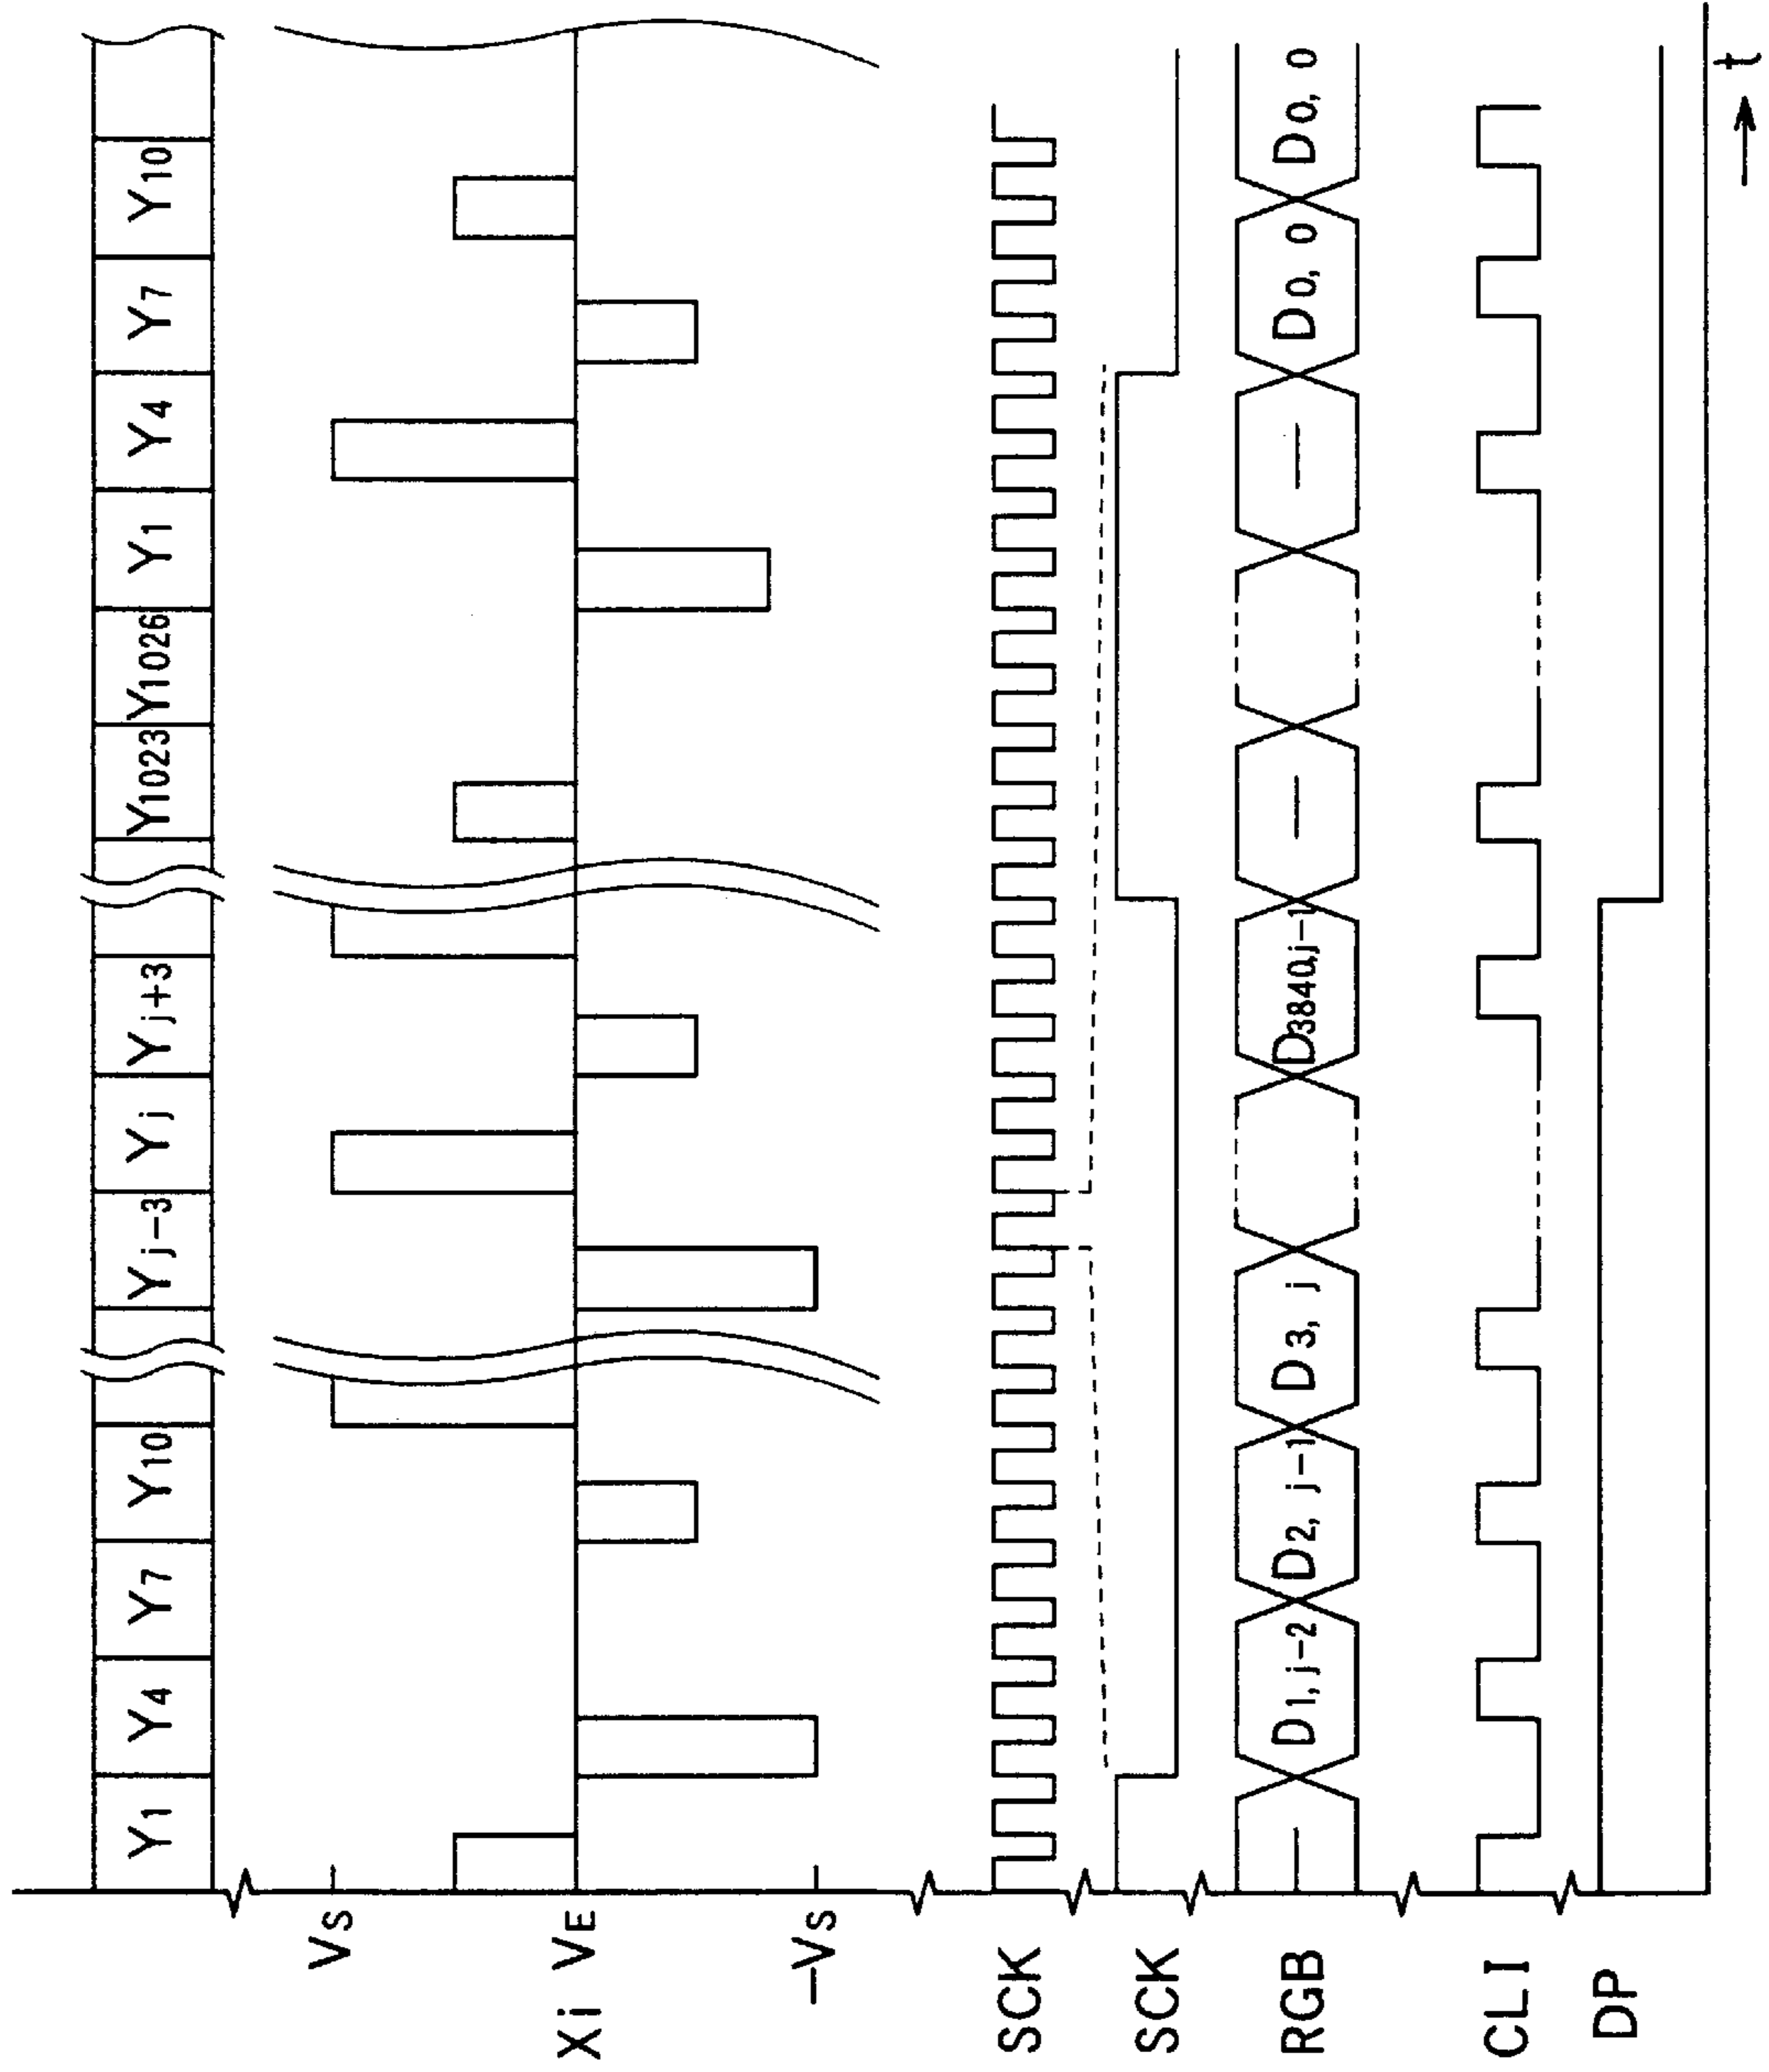 Y1 Y4 Y7 Y10 Yj-3 Yj Yj+3 Y1023 Y1026 Y1 Y4 Y7 Y10
VS
Xi VE
-VS
SCK
SCK
RGB — D1,j-2 D2,j-1 D3,j D3840,j-1 — — D0,0 D0,0
CLI
DP
→ t